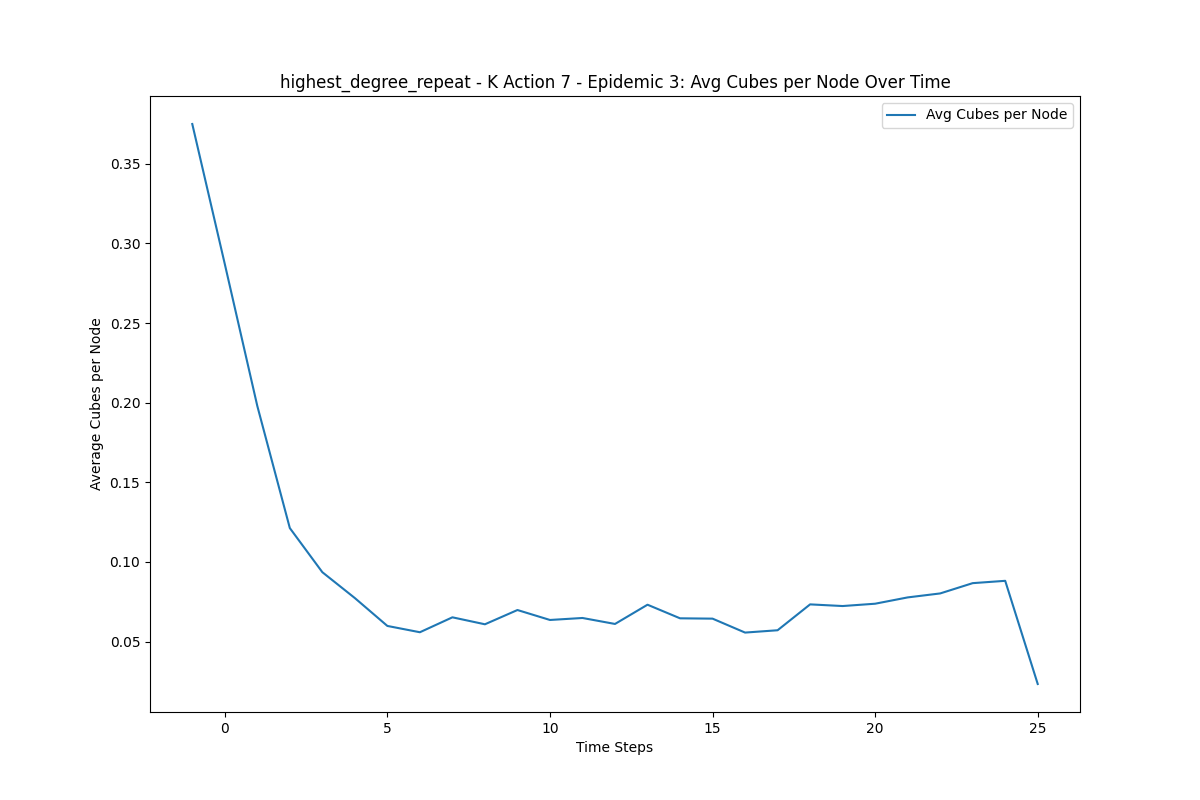 highest_degree_repeat - K Action 7 - Epidemic 3: Avg Cubes per Node Over Time
Avg Cubes per Node
Average Cubes per Node
0.35
0.30
0.25
0.20
0.15
0.10
0.05
0 5 10 15 20 25
Time Steps